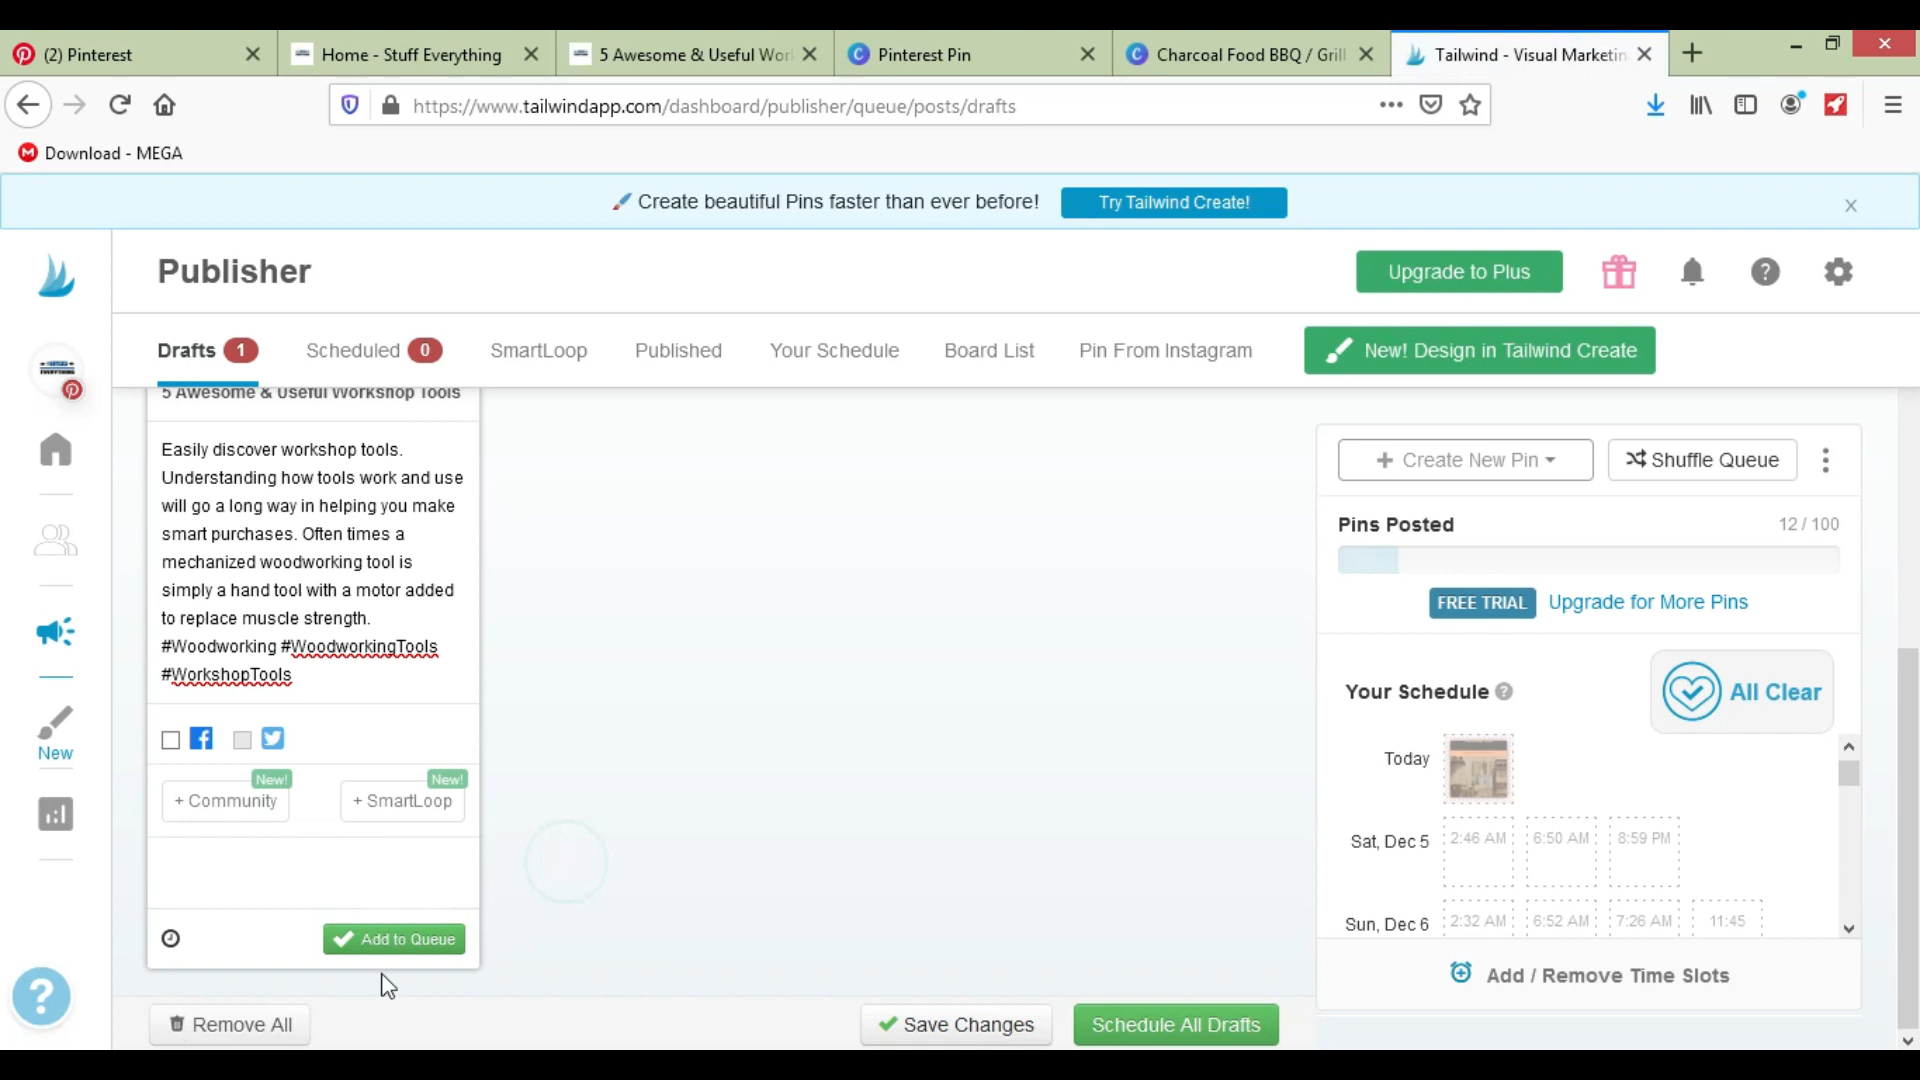 (2) Pinterest
Home - Stuff Everything
5 Awesome & Useful Wor
Pinterest Pin
Charcoal Food BBQ / Grill
Tailwind - Visual Marketin
https://www.tailwindapp.com/dashboard/publisher/queue/posts/drafts
Download - MEGA
Create beautiful Pins faster than ever before!
Try Tailwind Create!
Publisher
Upgrade to Plus
Drafts 1
Scheduled 0
SmartLoop
Published
Your Schedule
Board List
Pin From Instagram
New! Design in Tailwind Create
5 Awesome & Useful Workshop Tools
Easily discover workshop tools.
Understanding how tools work and use
will go a long way in helping you make
smart purchases. Often times a
mechanized woodworking tool is
simply a hand tool with a motor added
to replace muscle strength.
#Woodworking #WoodworkingTools
#WorkshopTools
New!
+ Community
New!
+ SmartLoop
Add to Queue
Remove All
Save Changes
Schedule All Drafts
+ Create New Pin
Shuffle Queue
Pins Posted
12 / 100
FREE TRIAL
Upgrade for More Pins
Your Schedule
All Clear
Today
Sat, Dec 5
2:46 AM
6:50 AM
8:59 PM
Sun, Dec 6
2:32 AM
6:52 AM
7:26 AM
11:45
Add / Remove Time Slots
New